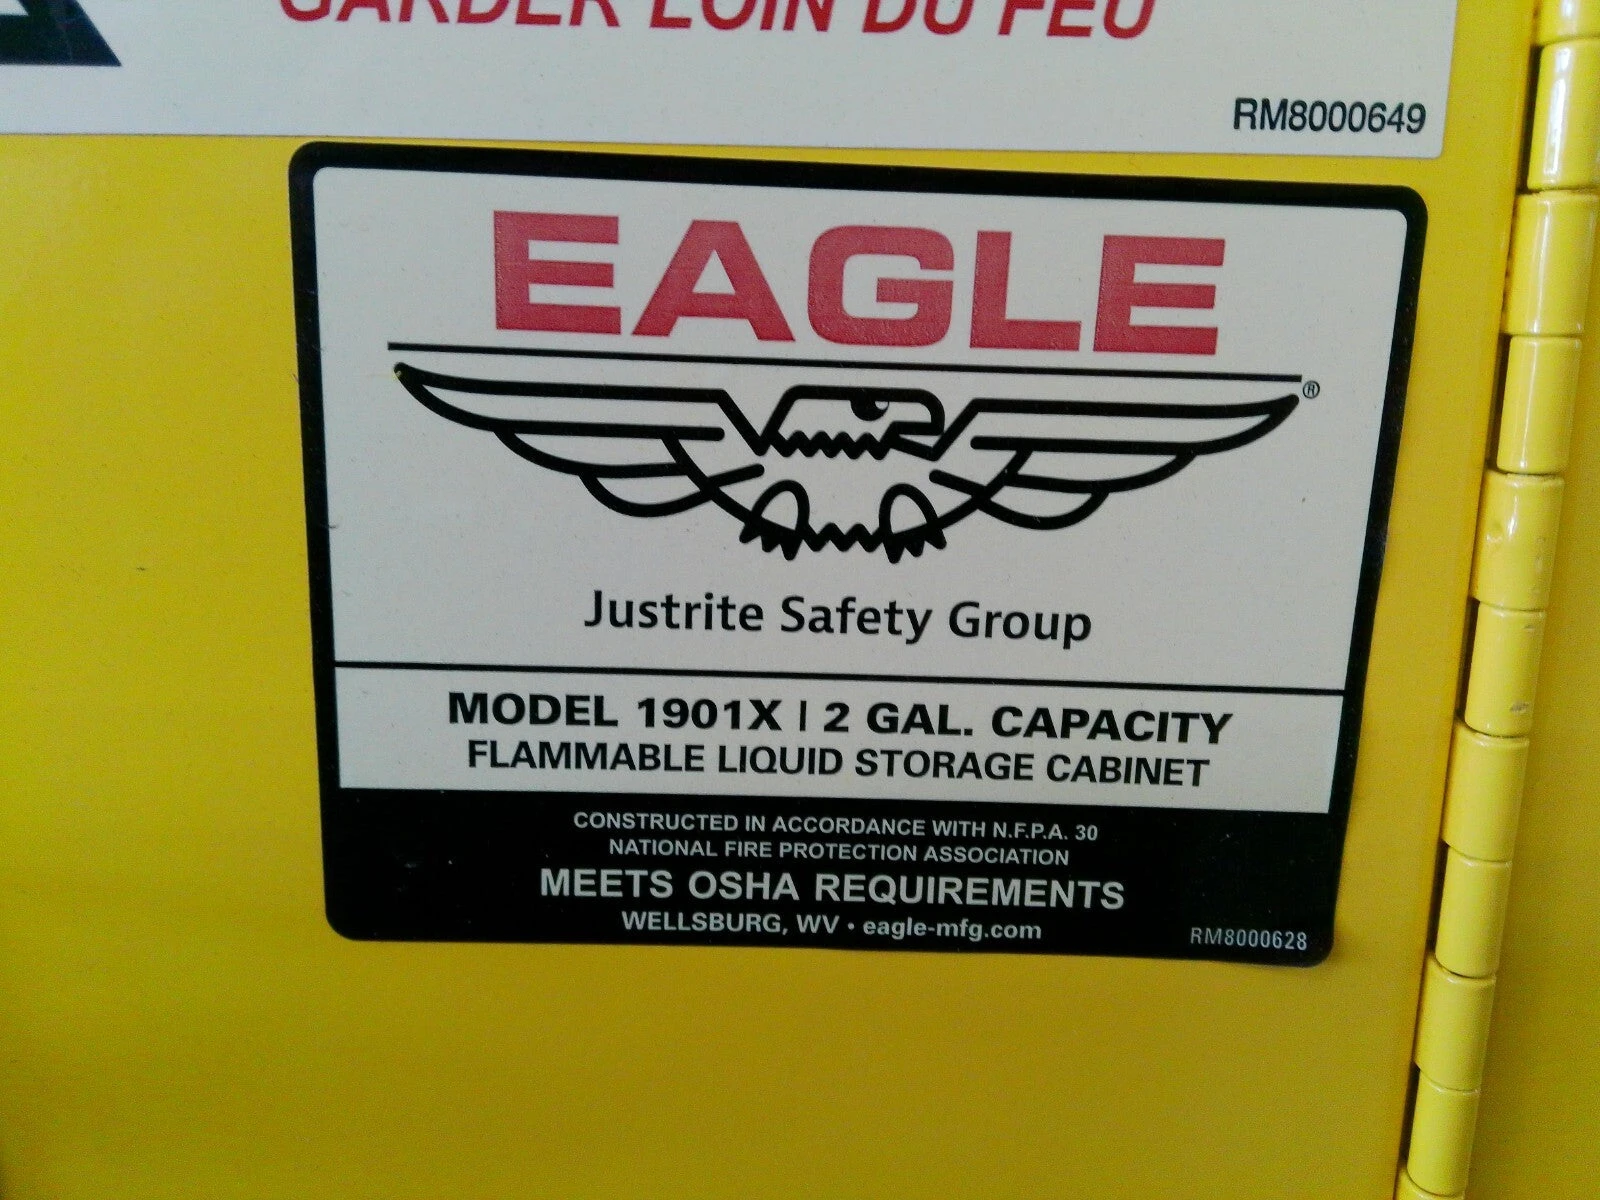 GARDER LOIN DU FEU
RM8000649
EAGLE
®
Justrite Safety Group
MODEL 1901X | 2 GAL. CAPACITY
FLAMMABLE LIQUID STORAGE CABINET
CONSTRUCTED IN ACCORDANCE WITH N.F.P.A. 30
NATIONAL FIRE PROTECTION ASSOCIATION
MEETS OSHA REQUIREMENTS
WELLSBURG, WV • eagle-mfg.com
RM8000628